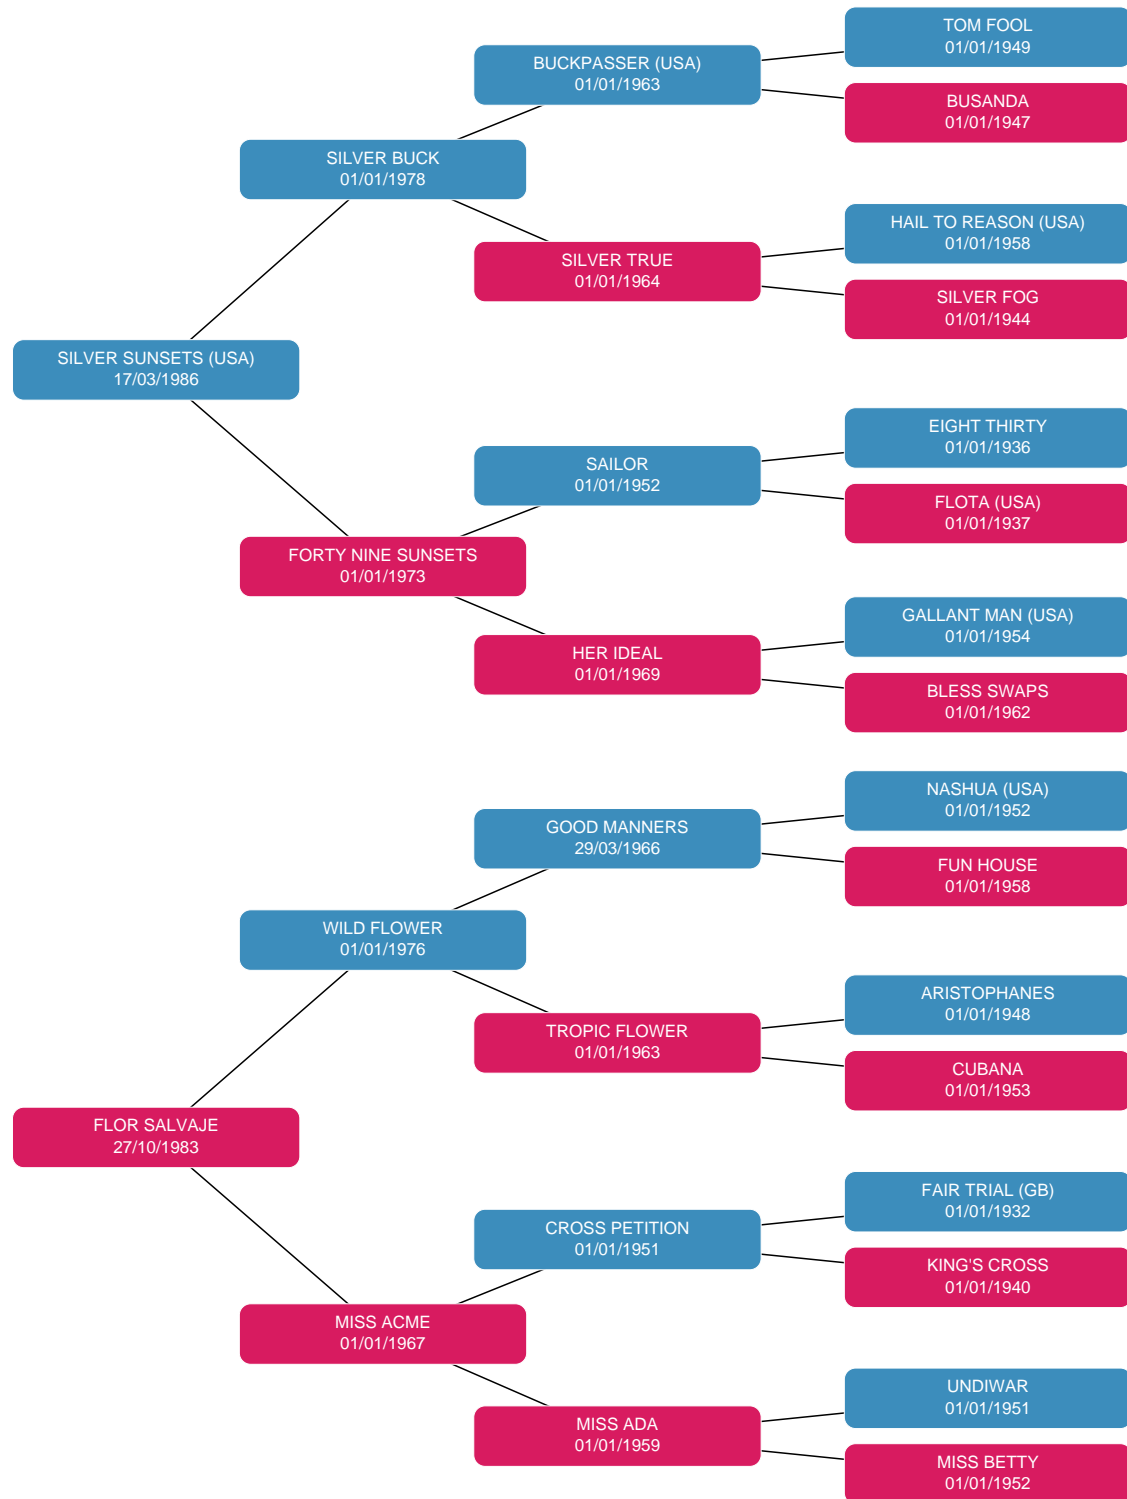 TOM FOOL
01/01/1949
BUCKPASSER (USA)
01/01/1963
BUSANDA
01/01/1947
SILVER BUCK
01/01/1978
HAIL TO REASON (USA)
01/01/1958
SILVER TRUE
01/01/1964
SILVER FOG
01/01/1944
SILVER SUNSETS (USA)
17/03/1986
EIGHT THIRTY
01/01/1936
SAILOR
01/01/1952
FLOTA (USA)
01/01/1937
FORTY NINE SUNSETS
01/01/1973
GALLANT MAN (USA)
01/01/1954
HER IDEAL
01/01/1969
BLESS SWAPS
01/01/1962
NASHUA (USA)
01/01/1952
GOOD MANNERS
29/03/1966
FUN HOUSE
01/01/1958
WILD FLOWER
01/01/1976
ARISTOPHANES
01/01/1948
TROPIC FLOWER
01/01/1963
CUBANA
01/01/1953
FLOR SALVAJE
27/10/1983
FAIR TRIAL (GB)
01/01/1932
CROSS PETITION
01/01/1951
KING'S CROSS
01/01/1940
MISS ACME
01/01/1967
UNDIWAR
01/01/1951
MISS ADA
01/01/1959
MISS BETTY
01/01/1952